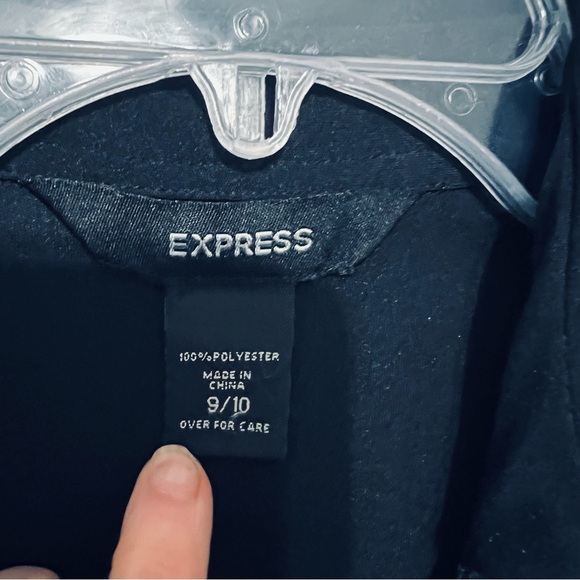 EXPRESS
100%POLYESTER
MADE IN
CHINA
9/10
OVER FOR CARE